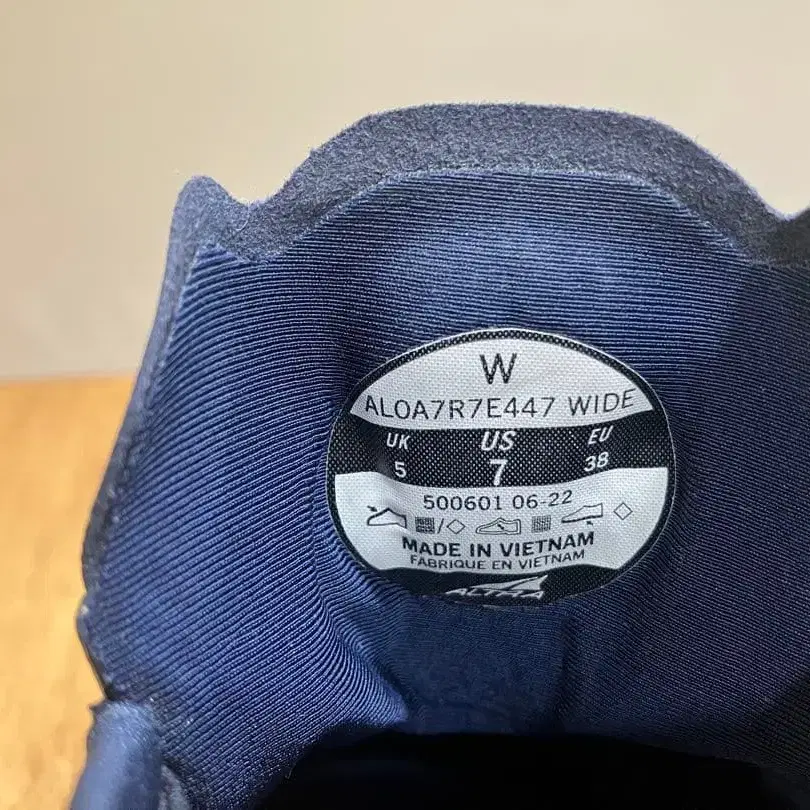 W
AL0A7R7E447 WIDE
UK US EU
5 7 38
500601 06-22
MADE IN VIETNAM
FABRIQUE EN VIETNAM
ALTRA